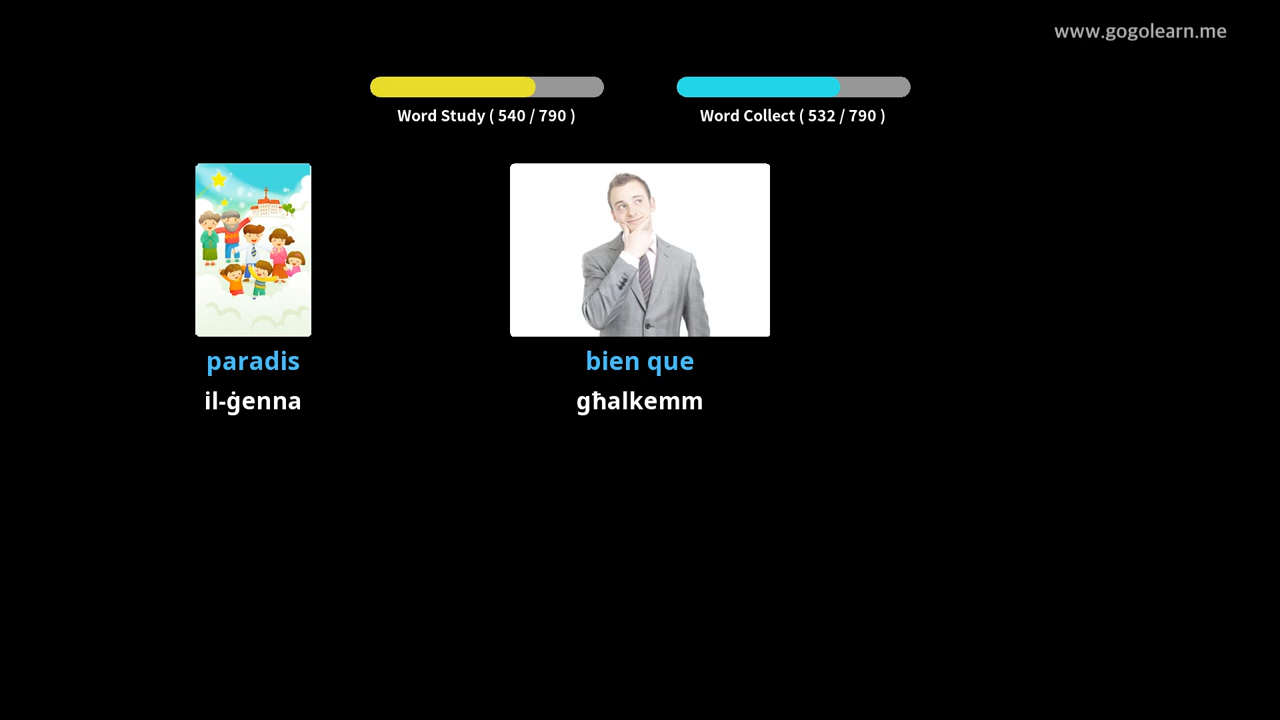 www.gogolearn.me
Word Study ( 540 / 790 )
Word Collect ( 532 / 790 )
paradis
il-ġenna
bien que
għalkemm